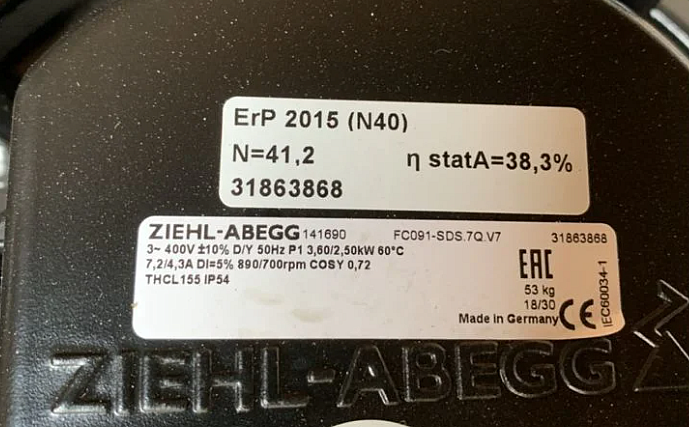 ErP 2015 (N40)
N=41,2 η statA=38,3%
31863868
ZIEHL-ABEGG 141690 FC091-SDS.7Q.V7 31863868
3~ 400V ±10% D/Y 50Hz P1 3,60/2,50kW 60°C
7,2/4,3A DI=5% 890/700rpm COSY 0,72
THCL155 IP54
EAC
53 kg
18/30
Made in Germany CE
IEC60034-1
ZIEHL-ABEGG